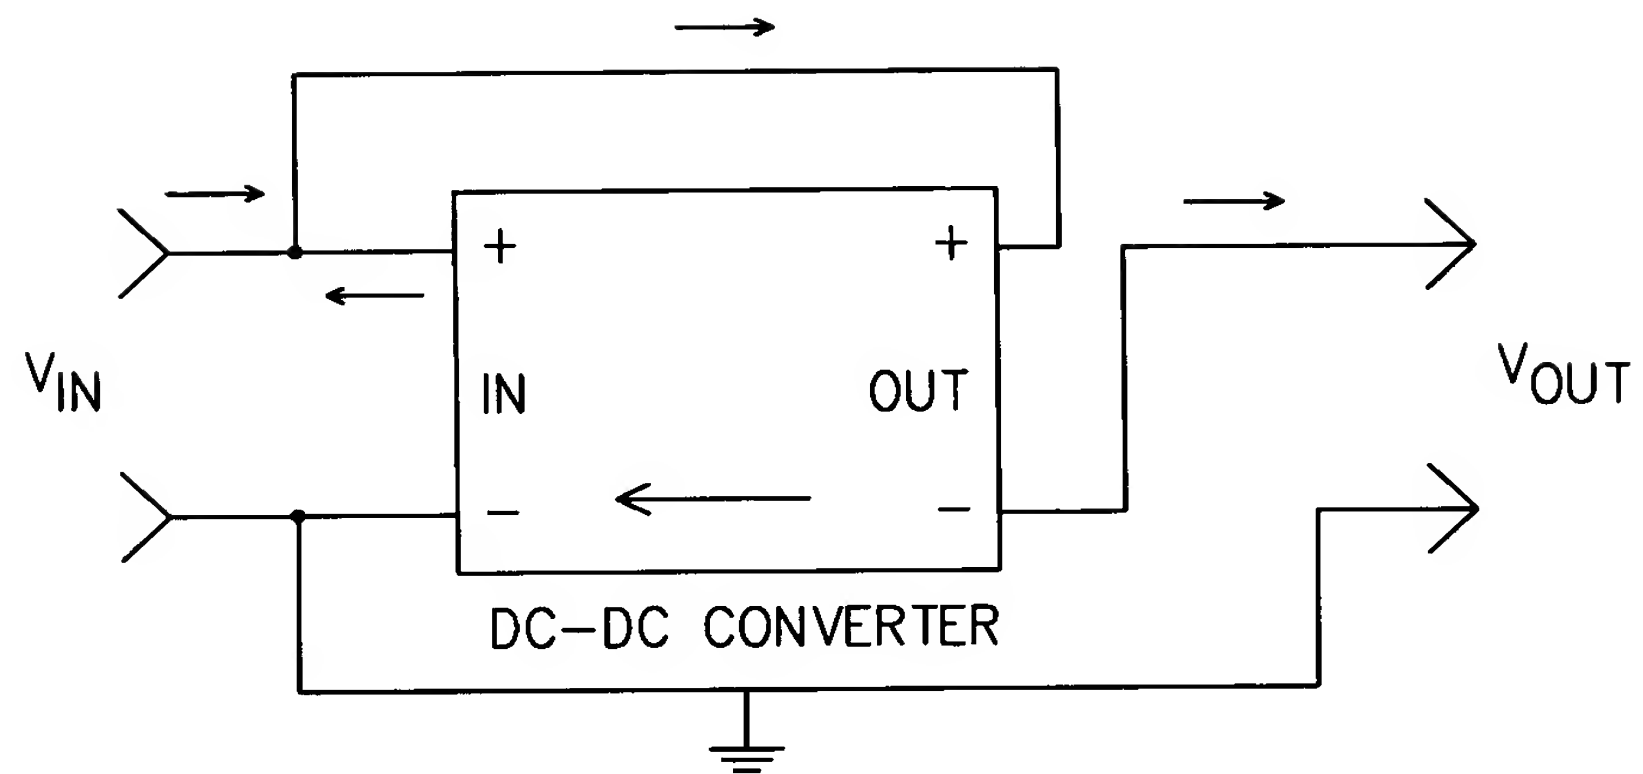 + +
VIN IN OUT VOUT
− −
DC−DC CONVERTER